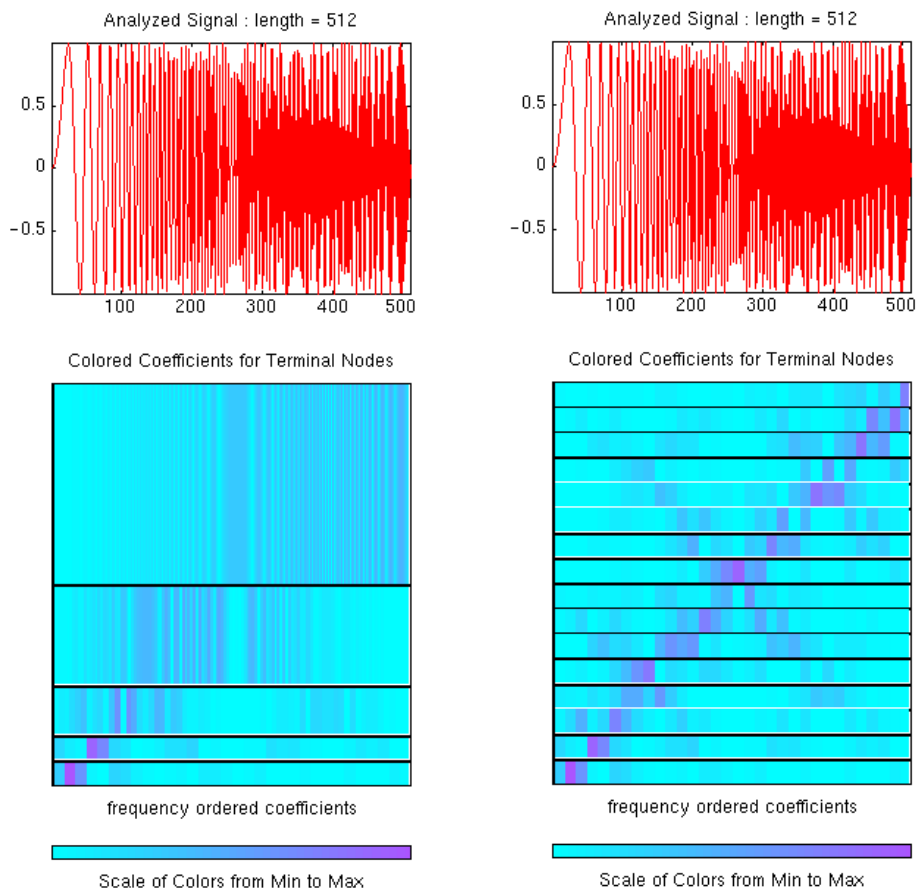 Analyzed Signal : length = 512
0.5
0
−0.5
100 200 300 400 500
Colored Coefficients for Terminal Nodes
frequency ordered coefficients
Scale of Colors from Min to Max
Analyzed Signal : length = 512
0.5
0
−0.5
100 200 300 400 500
Colored Coefficients for Terminal Nodes
frequency ordered coefficients
Scale of Colors from Min to Max